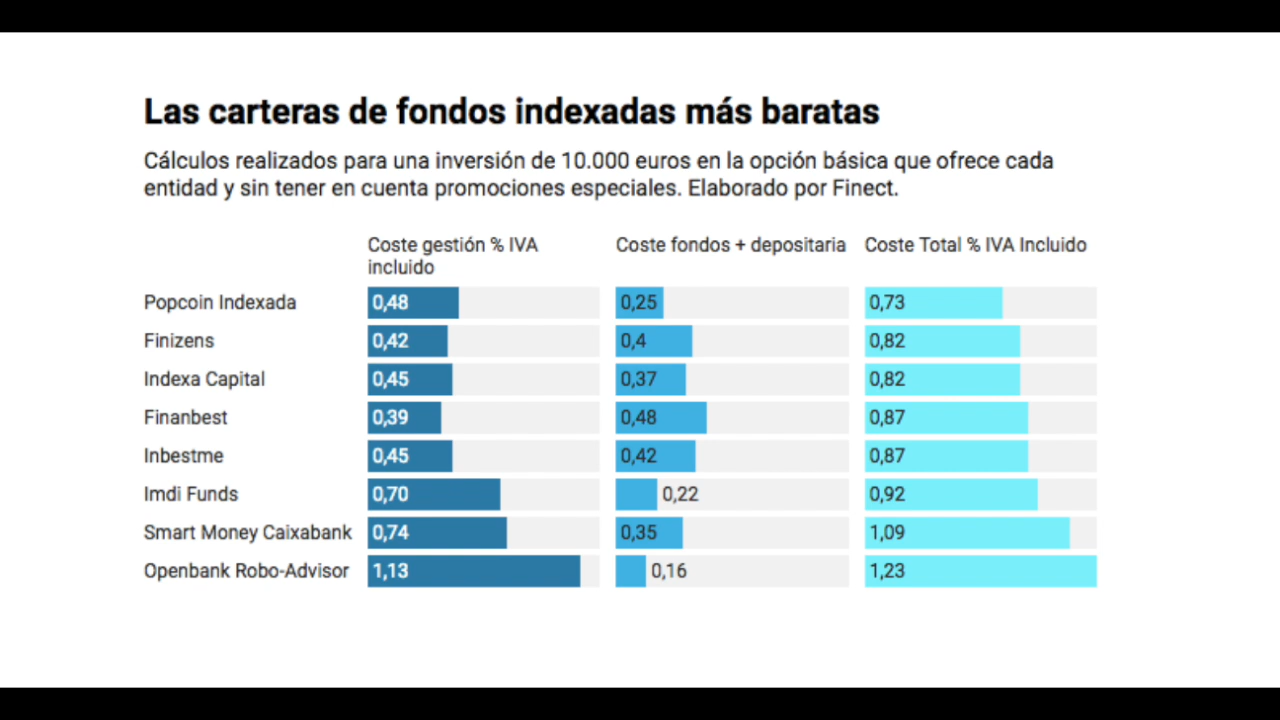 Las carteras de fondos indexadas más baratas
Cálculos realizados para una inversión de 10.000 euros en la opción básica que ofrece cada
entidad y sin tener en cuenta promociones especiales. Elaborado por Finect.
Coste gestión % IVA incluido Coste fondos + depositaria Coste Total % IVA Incluido
Popcoin Indexada 0,48 0,25 0,73
Finizens 0,42 0,4 0,82
Indexa Capital 0,45 0,37 0,82
Finanbest 0,39 0,48 0,87
Inbestme 0,45 0,42 0,87
Imdi Funds 0,70 0,22 0,92
Smart Money Caixabank 0,74 0,35 1,09
Openbank Robo-Advisor 1,13 0,16 1,23